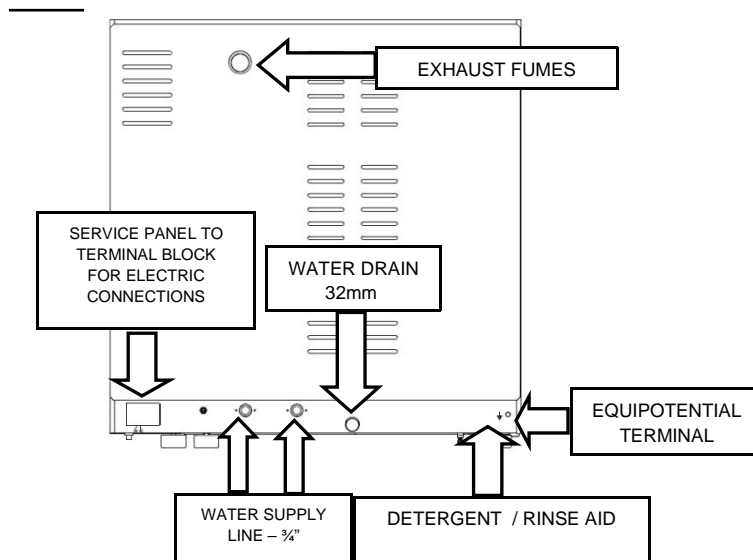 EXHAUST FUMES
SERVICE PANEL TO
TERMINAL BLOCK
FOR ELECTRIC
CONNECTIONS
WATER DRAIN
32mm
EQUIPOTENTIAL
TERMINAL
WATER SUPPLY
LINE – ¾"
DETERGENT / RINSE AID